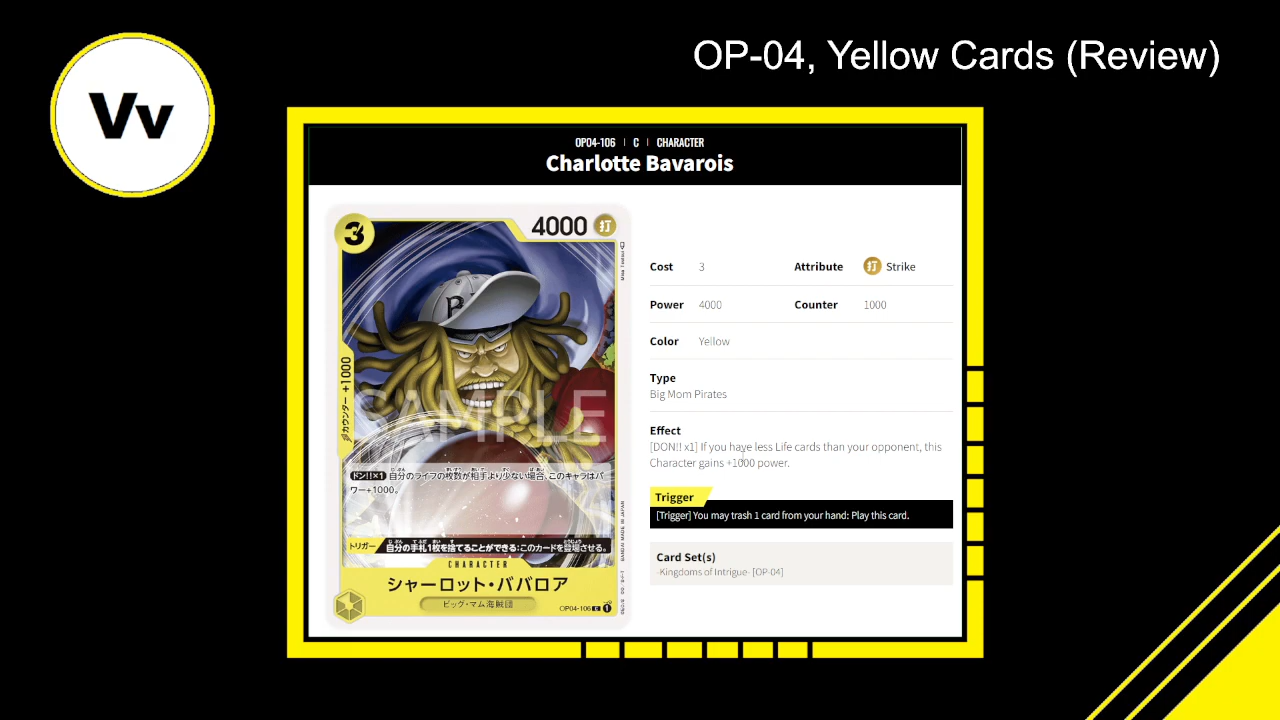 Vv
OP-04, Yellow Cards (Review)
OP04-106 | C | CHARACTER
Charlotte Bavarois
3
4000 打
カウンター +1000
SAMPLE
ドン!!×1 自分のライフの枚数が相手より少ない場合、このキャラはパ
ワー+1000。
トリガー 自分の手札1枚を捨てることができる:このカードを登場させる。
CHARACTER
シャーロット・ババロア
ビッグ・マム海賊団
OP04-106 C 1
BANDAI MADE IN JAPAN
Cost 3 Attribute 打 Strike
Power 4000 Counter 1000
Color Yellow
Type
Big Mom Pirates
Effect
[DON!! x1] If you have less Life cards than your opponent, this
Character gains +1000 power.
Trigger
[Trigger] You may trash 1 card from your hand: Play this card.
Card Set(s)
-Kingdoms of Intrigue- [OP-04]